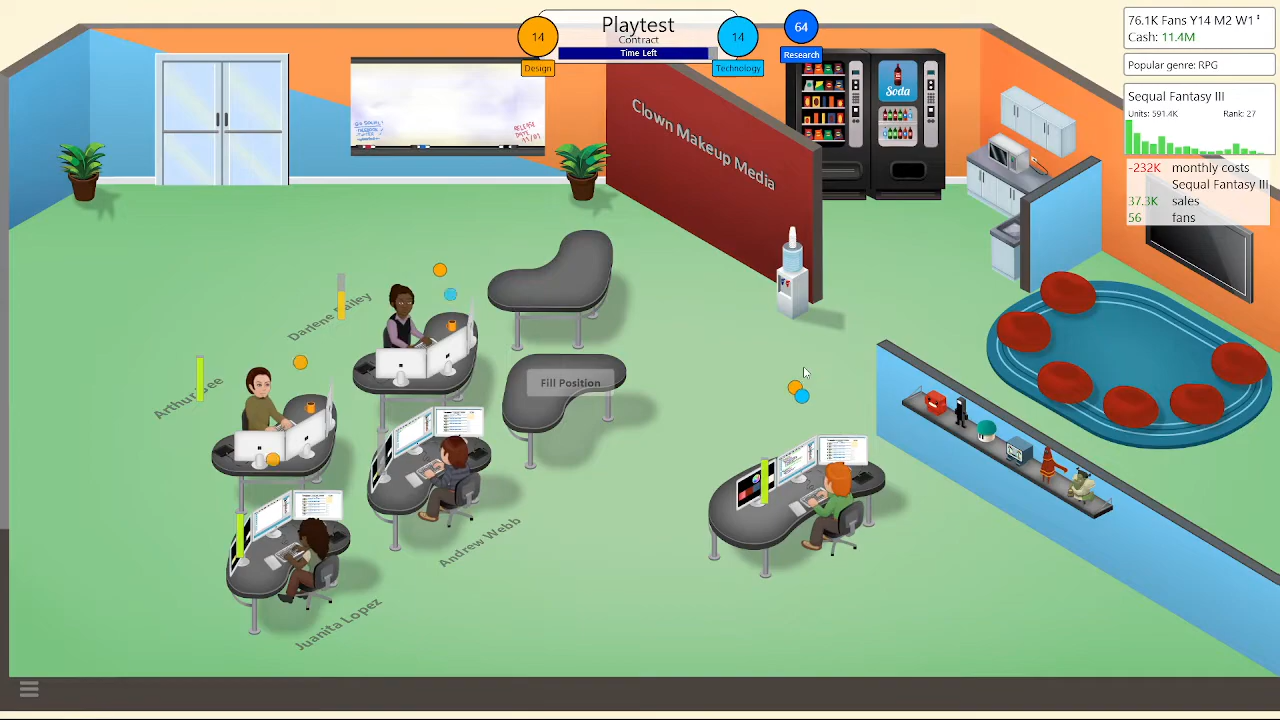 Playtest
Contract
Time Left
14
Design
14
Technology
64
Research
76.1K Fans Y14 M2 W1
Cash: 11.4M
Popular genre: RPG
Sequal Fantasy III
Units: 591.4K
Rank: 27
-232K monthly costs
Sequal Fantasy III
37.3K sales
56 fans
RELEASE
DATE
Soda
Clown Makeup Media
Darlene
Arthur
Fill Position
Andrew Webb
Juanita Lopez